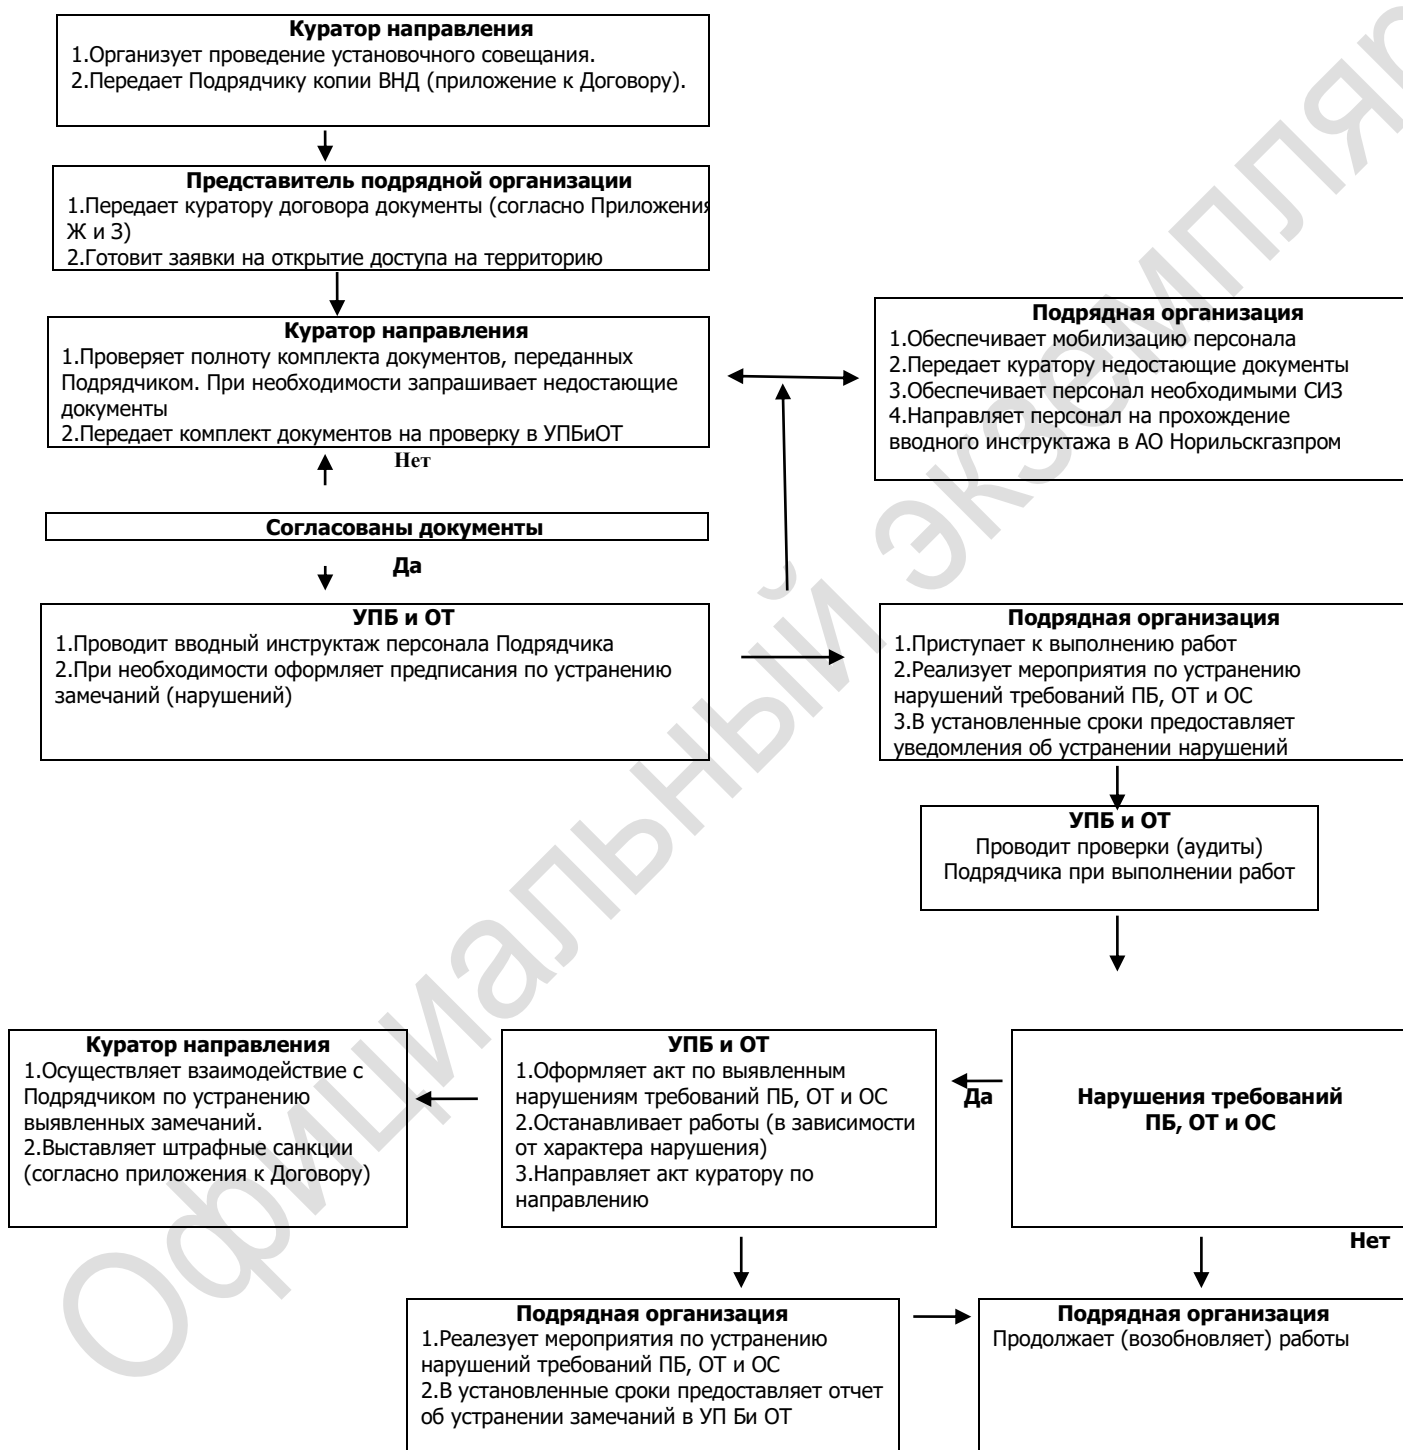 Куратор направления
1.Организует проведение установочного совещания.
2.Передает Подрядчику копии ВНД (приложение к Договору).
Представитель подрядной организации
1.Передает куратору договора документы (согласно Приложения
Ж и З)
2.Готовит заявки на открытие доступа на территорию
Куратор направления
1.Проверяет полноту комплекта документов, переданных
Подрядчиком. При необходимости запрашивает недостающие
документы
2.Передает комплект документов на проверку в УПБиОТ
Подрядная организация
1.Обеспечивает мобилизацию персонала
2.Передает куратору недостающие документы
3.Обеспечивает персонал необходимыми СИЗ
4.Направляет персонал на прохождение
вводного инструктажа в АО Норильскгазпром
Нет
Согласованы документы
Да
УПБ и ОТ
1.Проводит вводный инструктаж персонала Подрядчика
2.При необходимости оформляет предписания по устранению
замечаний (нарушений)
Подрядная организация
1.Приступает к выполнению работ
2.Реализует мероприятия по устранению
нарушений требований ПБ, ОТ и ОС
3.В установленные сроки предоставляет
уведомления об устранении нарушений
УПБ и ОТ
Проводит проверки (аудиты)
Подрядчика при выполнении работ
Куратор направления
1.Осуществляет взаимодействие с
Подрядчиком по устранению
выявленных замечаний.
2.Выставляет штрафные санкции
(согласно приложения к Договору)
УПБ и ОТ
1.Оформляет акт по выявленным
нарушениям требований ПБ, ОТ и ОС
2.Останавливает работы (в зависимости
от характера нарушения)
3.Направляет акт куратору по
направлению
Да
Нарушения требований
ПБ, ОТ и ОС
Нет
Подрядная организация
1.Реалезует мероприятия по устранению
нарушений требований ПБ, ОТ и ОС
2.В установленные сроки предоставляет отчет
об устранении замечаний в УП Би ОТ
Подрядная организация
Продолжает (возобновляет) работы
Официальный экземпляр